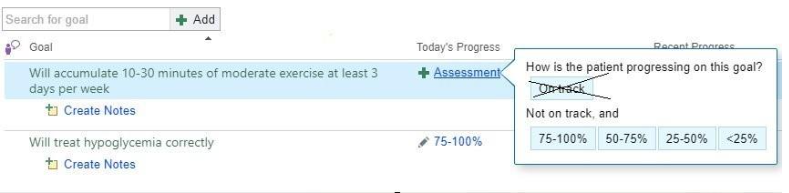 Search for goal
Add
Goal
Today's Progress
Recent Progress
Will accumulate 10-30 minutes of moderate exercise at least 3
days per week
Assessment
Create Notes
Will treat hypoglycemia correctly
75-100%
Create Notes
How is the patient progressing on this goal?
On track
Not on track, and
75-100% 50-75% 25-50% <25%